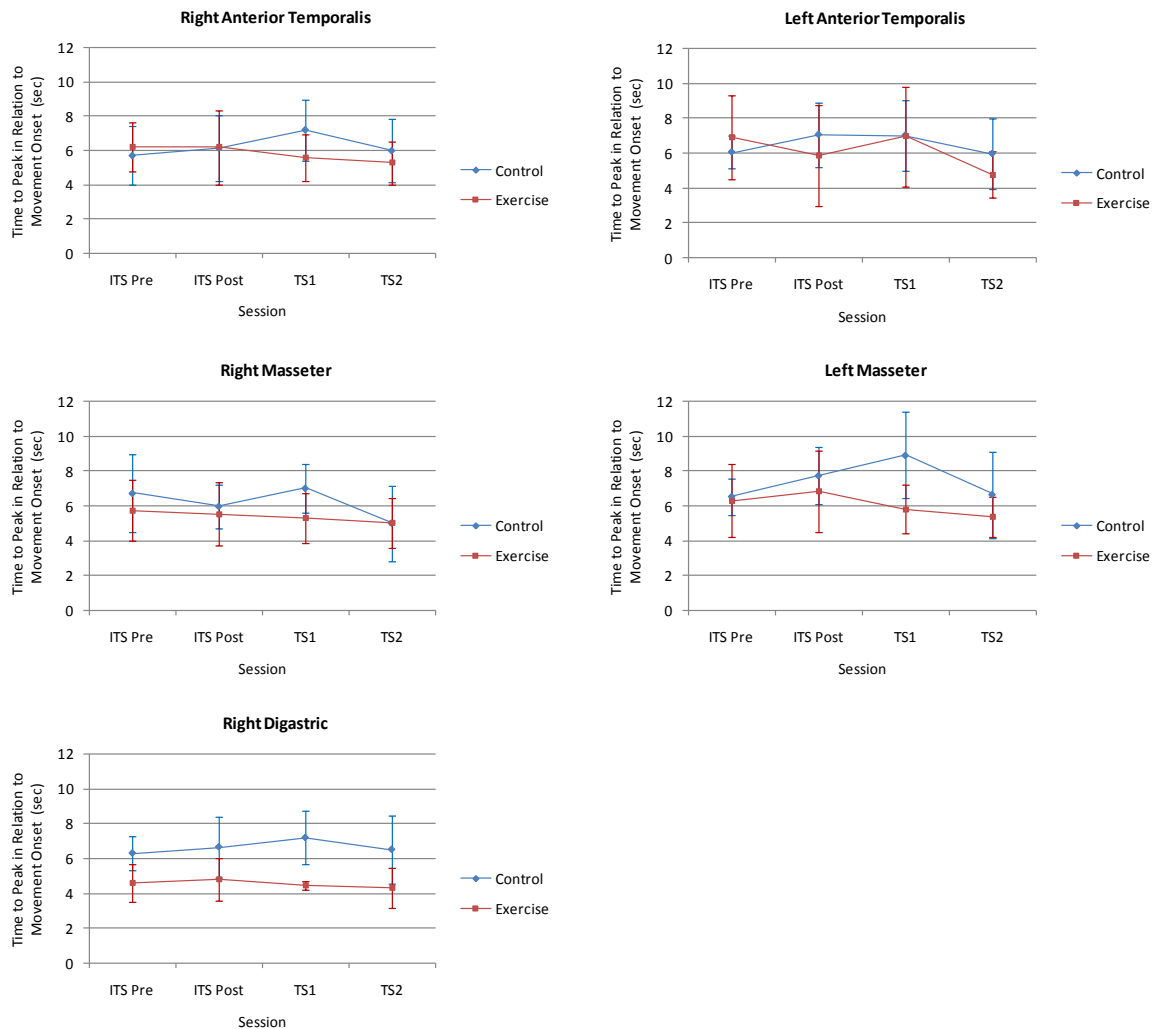 Right Anterior Temporalis
Time to Peak in Relation to
Movement Onset (sec)
12
10
8
6
4
2
0
ITS Pre
ITS Post
TS1
TS2
Session
Control
Exercise
Left Anterior Temporalis
Time to Peak in Relation to
Movement Onset (sec)
12
10
8
6
4
2
0
ITS Pre
ITS Post
TS1
TS2
Session
Control
Exercise
Right Masseter
Time to Peak in Relation to
Movement Onset (sec)
12
10
8
6
4
2
0
ITS Pre
ITS Post
TS1
TS2
Session
Control
Exercise
Left Masseter
Time to Peak in Relation to
Movement Onset (sec)
12
10
8
6
4
2
0
ITS Pre
ITS Post
TS1
TS2
Session
Control
Exercise
Right Digastric
Time to Peak in Relation to
Movement Onset (sec)
12
10
8
6
4
2
0
ITS Pre
ITS Post
TS1
TS2
Session
Control
Exercise